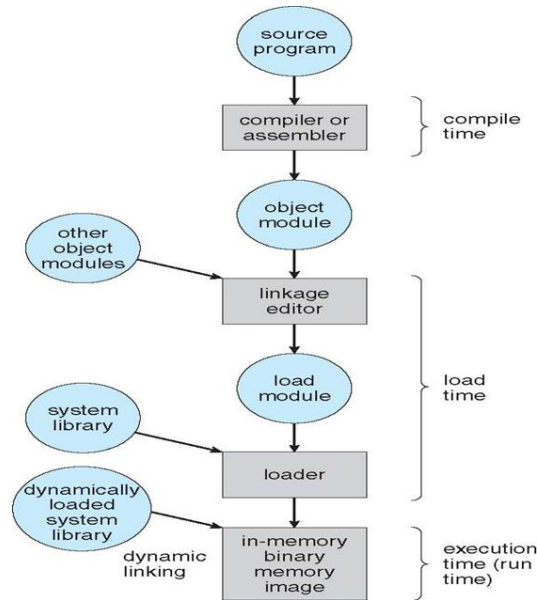 source
program
compiler or
assembler
compile
time
object
module
other
object
modules
linkage
editor
load
module
load
time
system
library
loader
dynamically
loaded
system
library
dynamic
linking
in-memory
binary
memory
image
execution
time (run
time)